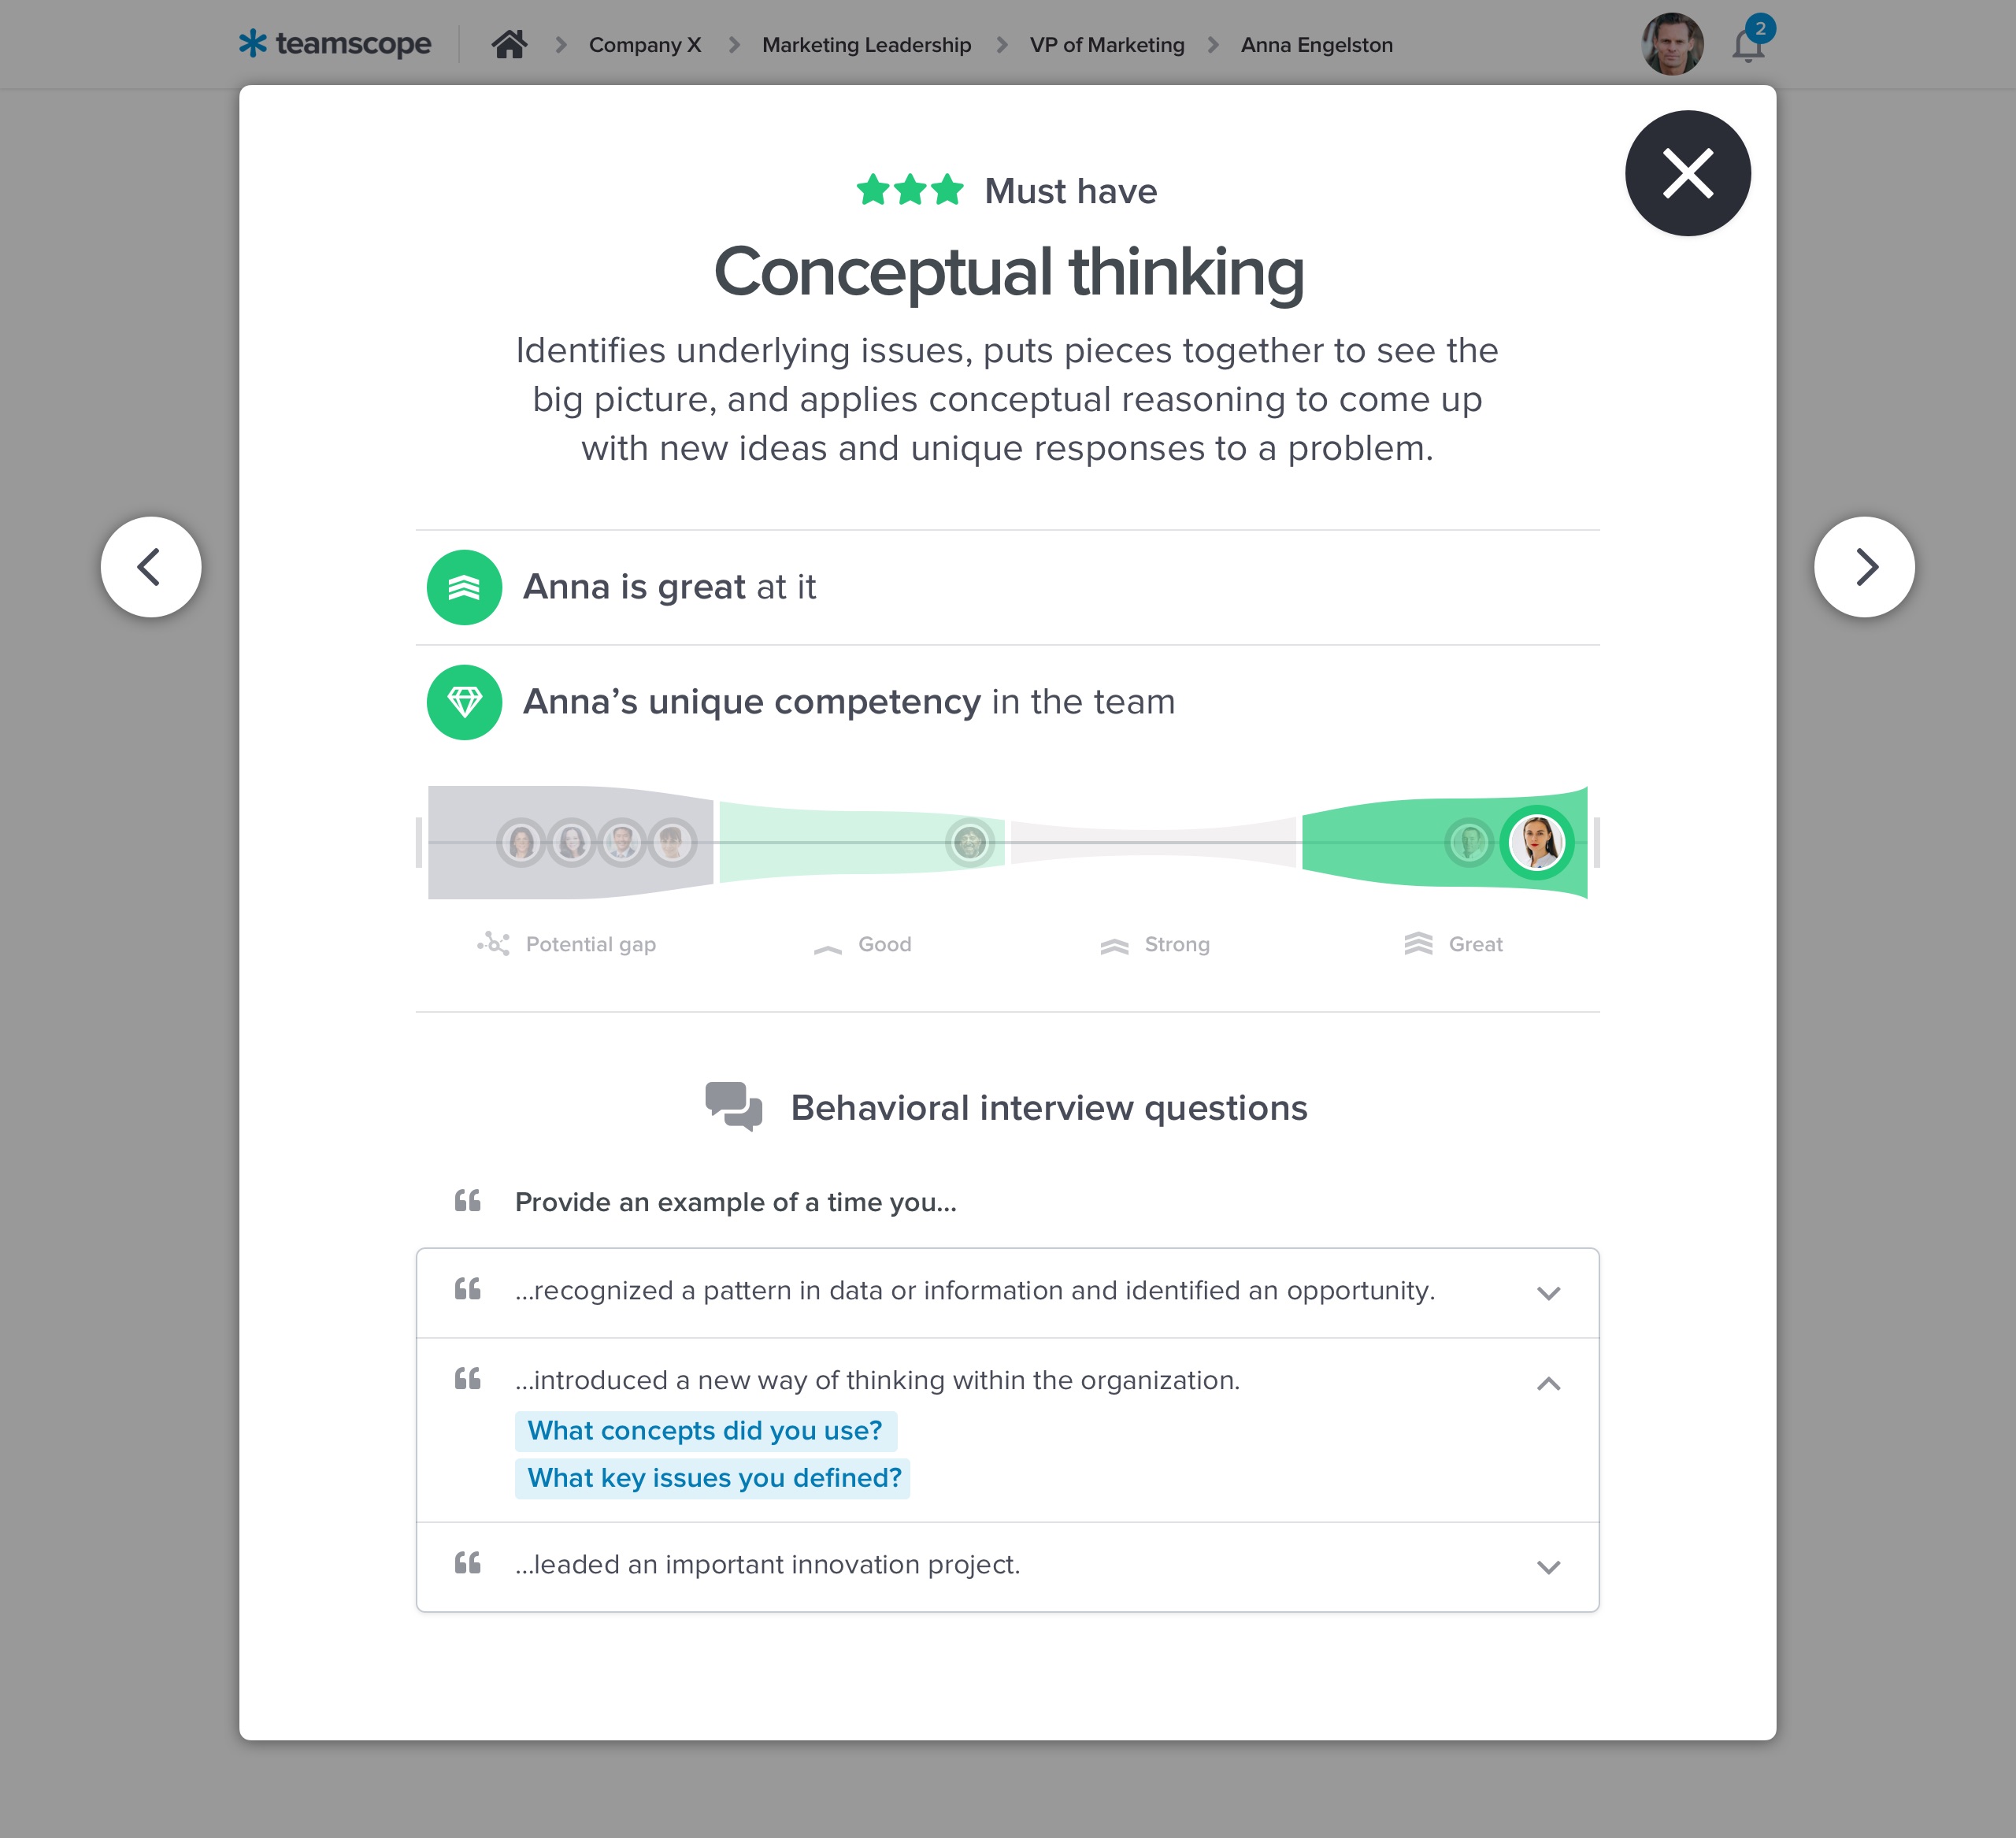 teamscope
Company X
Marketing Leadership
VP of Marketing
Anna Engelston
2
Must have
Conceptual thinking
Identifies underlying issues, puts pieces together to see the
big picture, and applies conceptual reasoning to come up
with new ideas and unique responses to a problem.
Anna is great at it
Anna’s unique competency in the team
Potential gap
Good
Strong
Great
Behavioral interview questions
“ Provide an example of a time you...
“ ...recognized a pattern in data or information and identified an opportunity.
“ ...introduced a new way of thinking within the organization.
What concepts did you use?
What key issues you defined?
“ ...leaded an important innovation project.